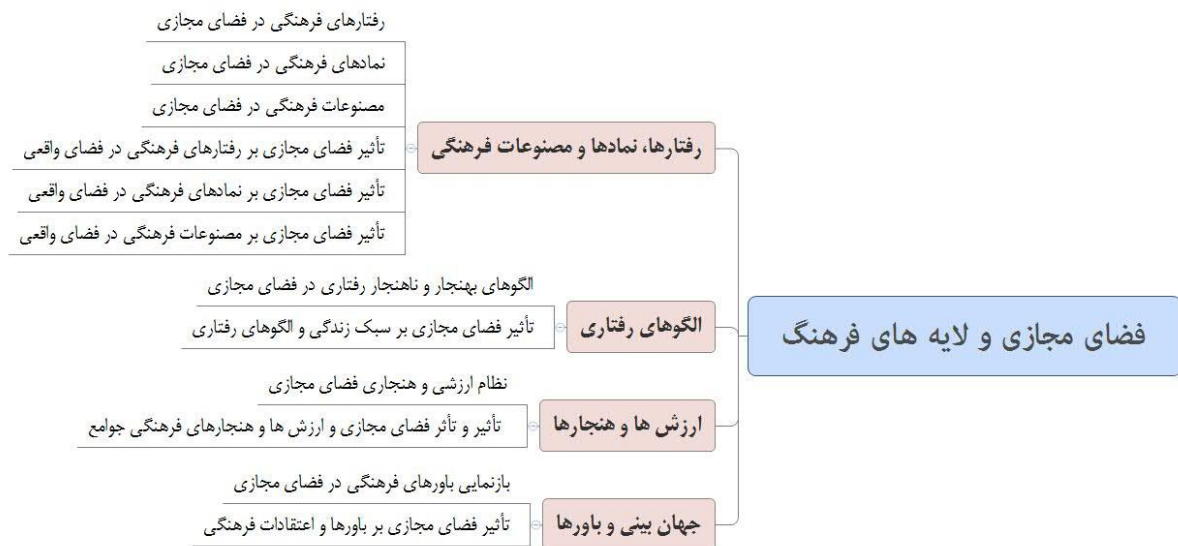 فضای مجازی و لایه های فرهنگ
رفتارها، نمادها و مصنوعات فرهنگی
رفتارهای فرهنگی در فضای مجازی
نمادهای فرهنگی در فضای مجازی
مصنوعات فرهنگی در فضای مجازی
تأثیر فضای مجازی بر رفتارهای فرهنگی در فضای واقعی
تأثیر فضای مجازی بر نمادهای فرهنگی در فضای واقعی
تأثیر فضای مجازی بر مصنوعات فرهنگی در فضای واقعی
الگوهای رفتاری
الگوهای بهنجار و ناهنجار رفتاری در فضای مجازی
تأثیر فضای مجازی بر سبک زندگی و الگوهای رفتاری
ارزش ها و هنجارها
نظام ارزشی و هنجاری فضای مجازی
تأثیر و تأثر فضای مجازی و ارزش ها و هنجارهای فرهنگی جوامع
جهان بینی و باورها
بازنمایی باورهای فرهنگی در فضای مجازی
تأثیر فضای مجازی بر باورها و اعتقادات فرهنگی